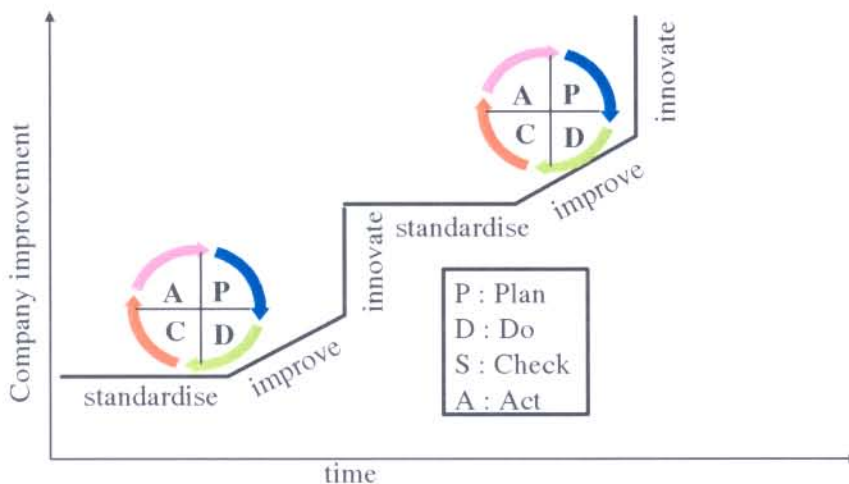 Company improvement
A P
C D
innovate
improve
standardise
innovate
A P
C D
improve
standardise
P : Plan
D : Do
S : Check
A : Act
time